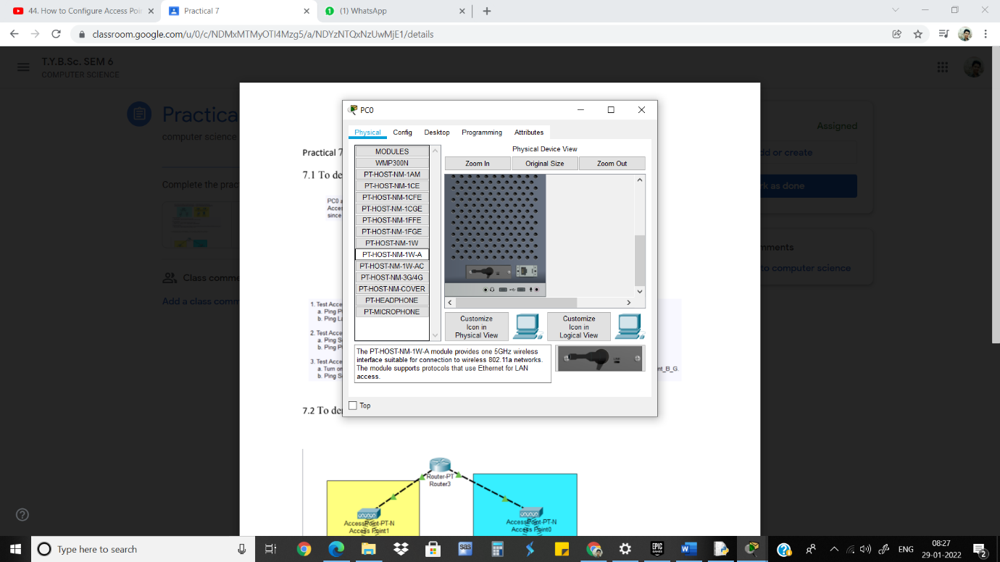 44. How to Configure Access Poin
Practical 7
(1) WhatsApp
classroom.google.com/u/0/c/NDMxMTMyOTI4Mzg5/a/NDYzNTQxNzUwMjE1/details
T.Y.B.Sc. SEM 6
COMPUTER SCIENCE
Practica
computer science
Assigned
dd or create
rk as done
Complete the prac
mments
to computer science
Class comme
Add a class comm
Practical 7
7.1 To de
PC0 a
Acces
since
1. Test Acce
a. Ping P
b. Ping La
2. Test Acce
a. Ping S
b. Ping P
3. Test Acce
a. Turn or
b. Ping S
nt_B_G.
7.2 To de
PC0
Physical Config Desktop Programming Attributes
MODULES
WMP300N
PT-HOST-NM-1AM
PT-HOST-NM-1CE
PT-HOST-NM-1CFE
PT-HOST-NM-1CGE
PT-HOST-NM-1FFE
PT-HOST-NM-1FGE
PT-HOST-NM-1W
PT-HOST-NM-1W-A
PT-HOST-NM-1W-AC
PT-HOST-NM-3G/4G
PT-HOST-NM-COVER
PT-HEADPHONE
PT-MICROPHONE
Physical Device View
Zoom In Original Size Zoom Out
Customize
Icon in
Physical View
Customize
Icon in
Logical View
The PT-HOST-NM-1W-A module provides one 5GHz wireless
interface suitable for connection to wireless 802.11a networks.
The module supports protocols that use Ethernet for LAN
access.
Top
Router-PT
Router3
AccessPoint-PT-N
Access Point1
AccessPoint-PT-N
Access Point0
Type here to search
sas
EPIC
GAMES
ENG
08:27
29-01-2022
2